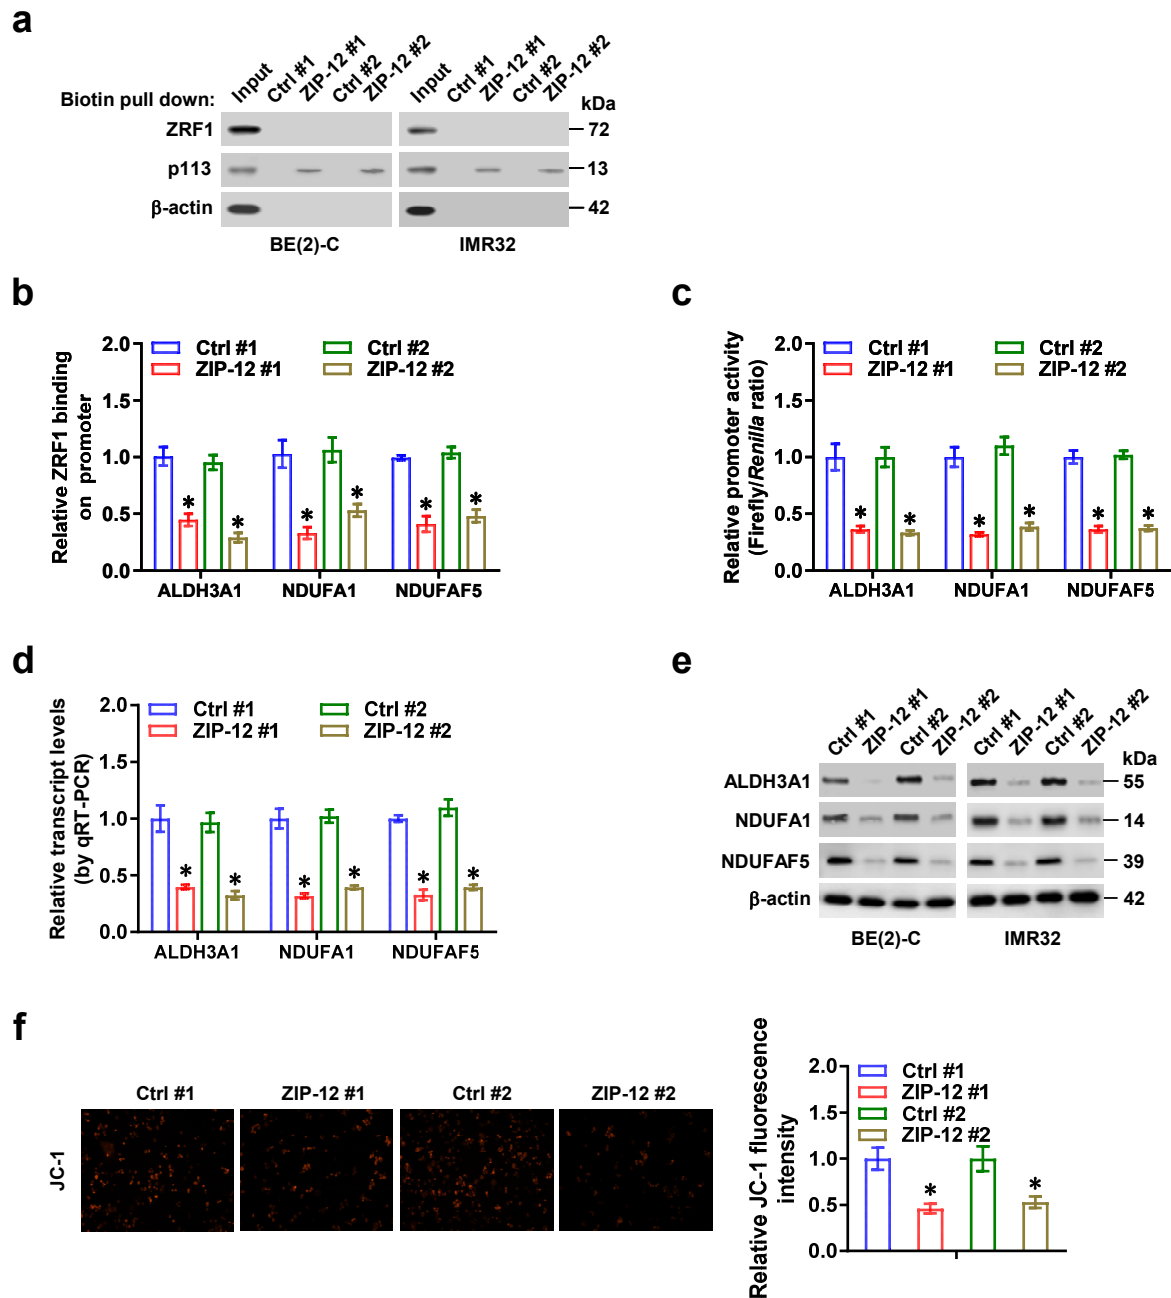 a
Biotin pull down:
Input Ctrl #1 ZIP-12 #1 Ctrl #2 ZIP-12 #2 Input Ctrl #1 ZIP-12 #1 Ctrl #2 ZIP-12 #2
kDa
ZRF1 72
p113 13
β-actin 42
BE(2)-C IMR32
b
Relative ZRF1 binding
on promoter
2.0
1.5
1.0
0.5
0.0
Ctrl #1 Ctrl #2
ZIP-12 #1 ZIP-12 #2
* * * * * *
ALDH3A1 NDUFA1 NDUFAF5
c
Relative promoter activity
(Firefly/Renilla ratio)
2.0
1.5
1.0
0.5
0.0
Ctrl #1 Ctrl #2
ZIP-12 #1 ZIP-12 #2
* * * * * *
ALDH3A1 NDUFA1 NDUFAF5
d
Relative transcript levels
(by qRT-PCR)
2.0
1.5
1.0
0.5
0.0
Ctrl #1 Ctrl #2
ZIP-12 #1 ZIP-12 #2
* * * * * *
ALDH3A1 NDUFA1 NDUFAF5
e
Ctrl #1 ZIP-12 #1 Ctrl #2 ZIP-12 #2 Ctrl #1 ZIP-12 #1 Ctrl #2 ZIP-12 #2
kDa
ALDH3A1 55
NDUFA1 14
NDUFAF5 39
β-actin 42
BE(2)-C IMR32
f
Ctrl #1 ZIP-12 #1 Ctrl #2 ZIP-12 #2
JC-1
Relative JC-1 fluorescence
intensity
2.0
1.5
1.0
0.5
0.0
Ctrl #1
ZIP-12 #1
Ctrl #2
ZIP-12 #2
* *